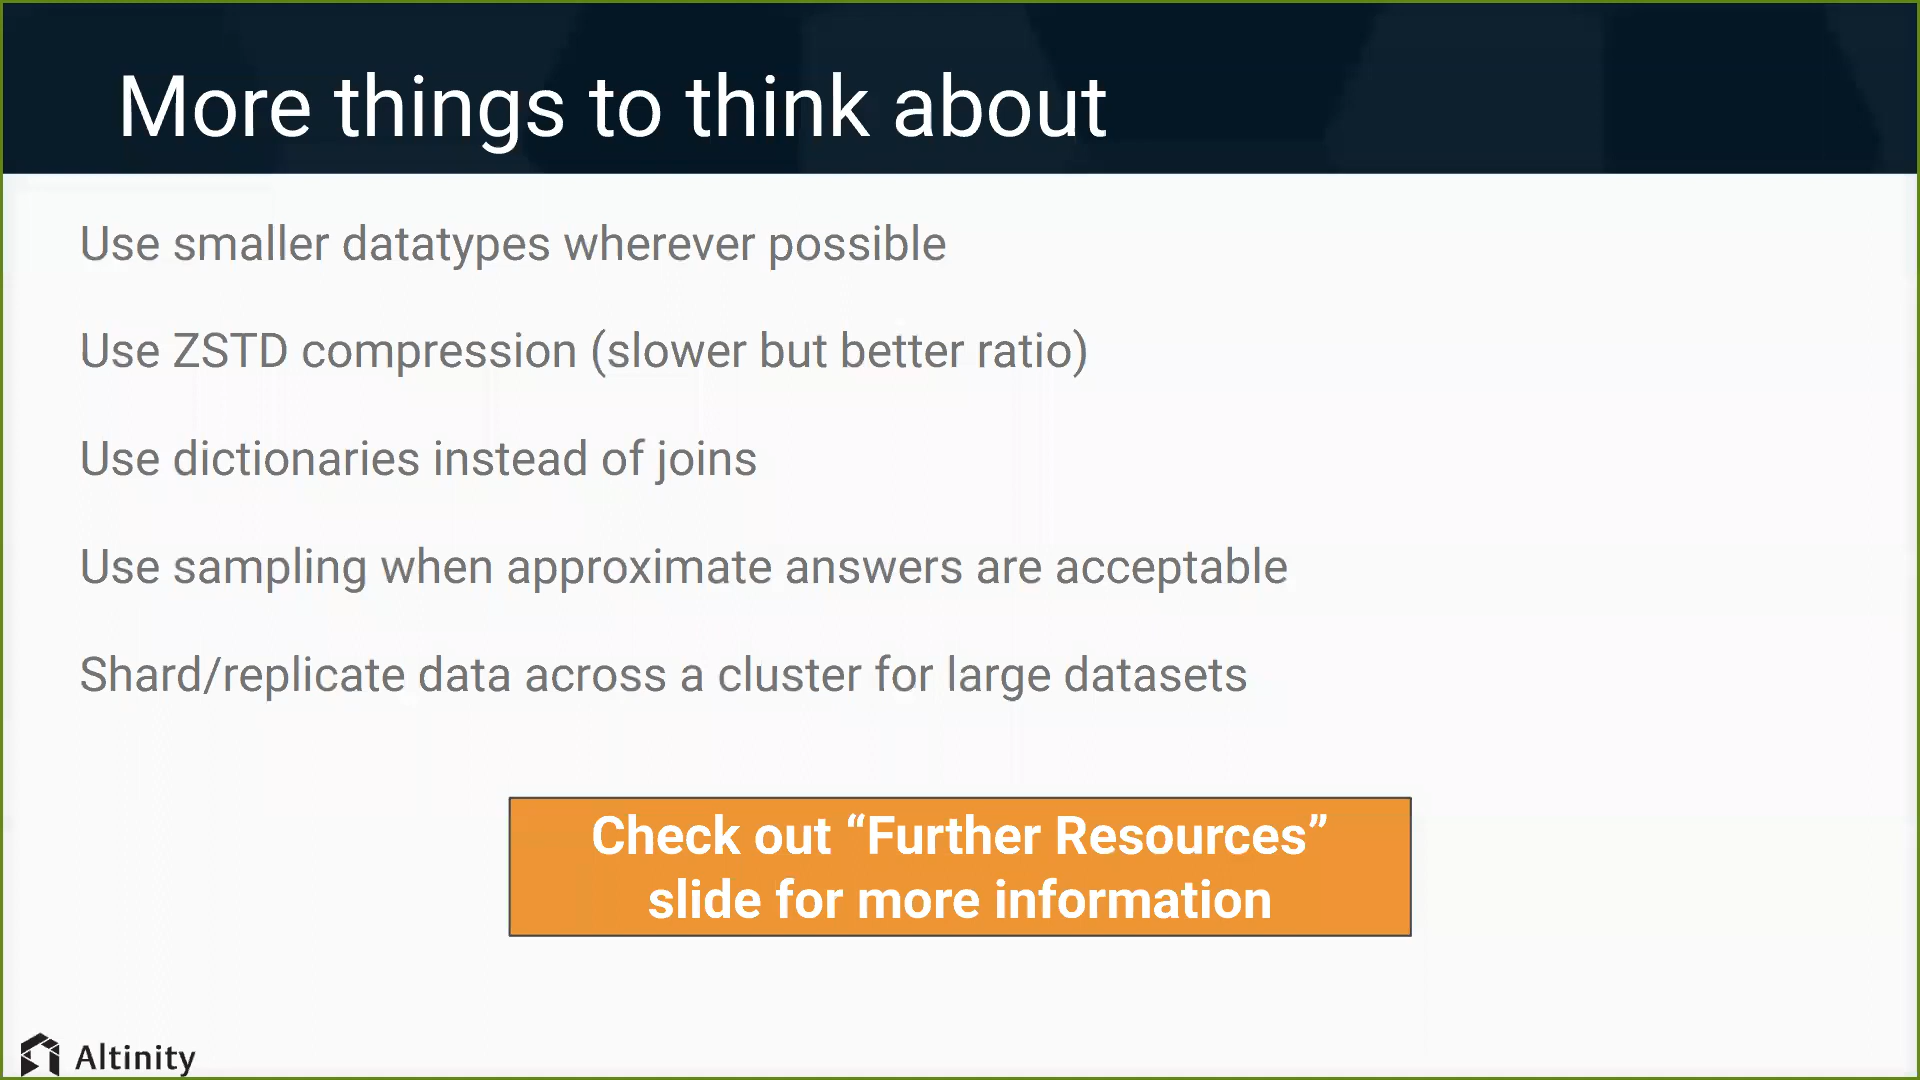 More things to think about
Use smaller datatypes wherever possible
Use ZSTD compression (slower but better ratio)
Use dictionaries instead of joins
Use sampling when approximate answers are acceptable
Shard/replicate data across a cluster for large datasets
Check out “Further Resources”
slide for more information
Altinity